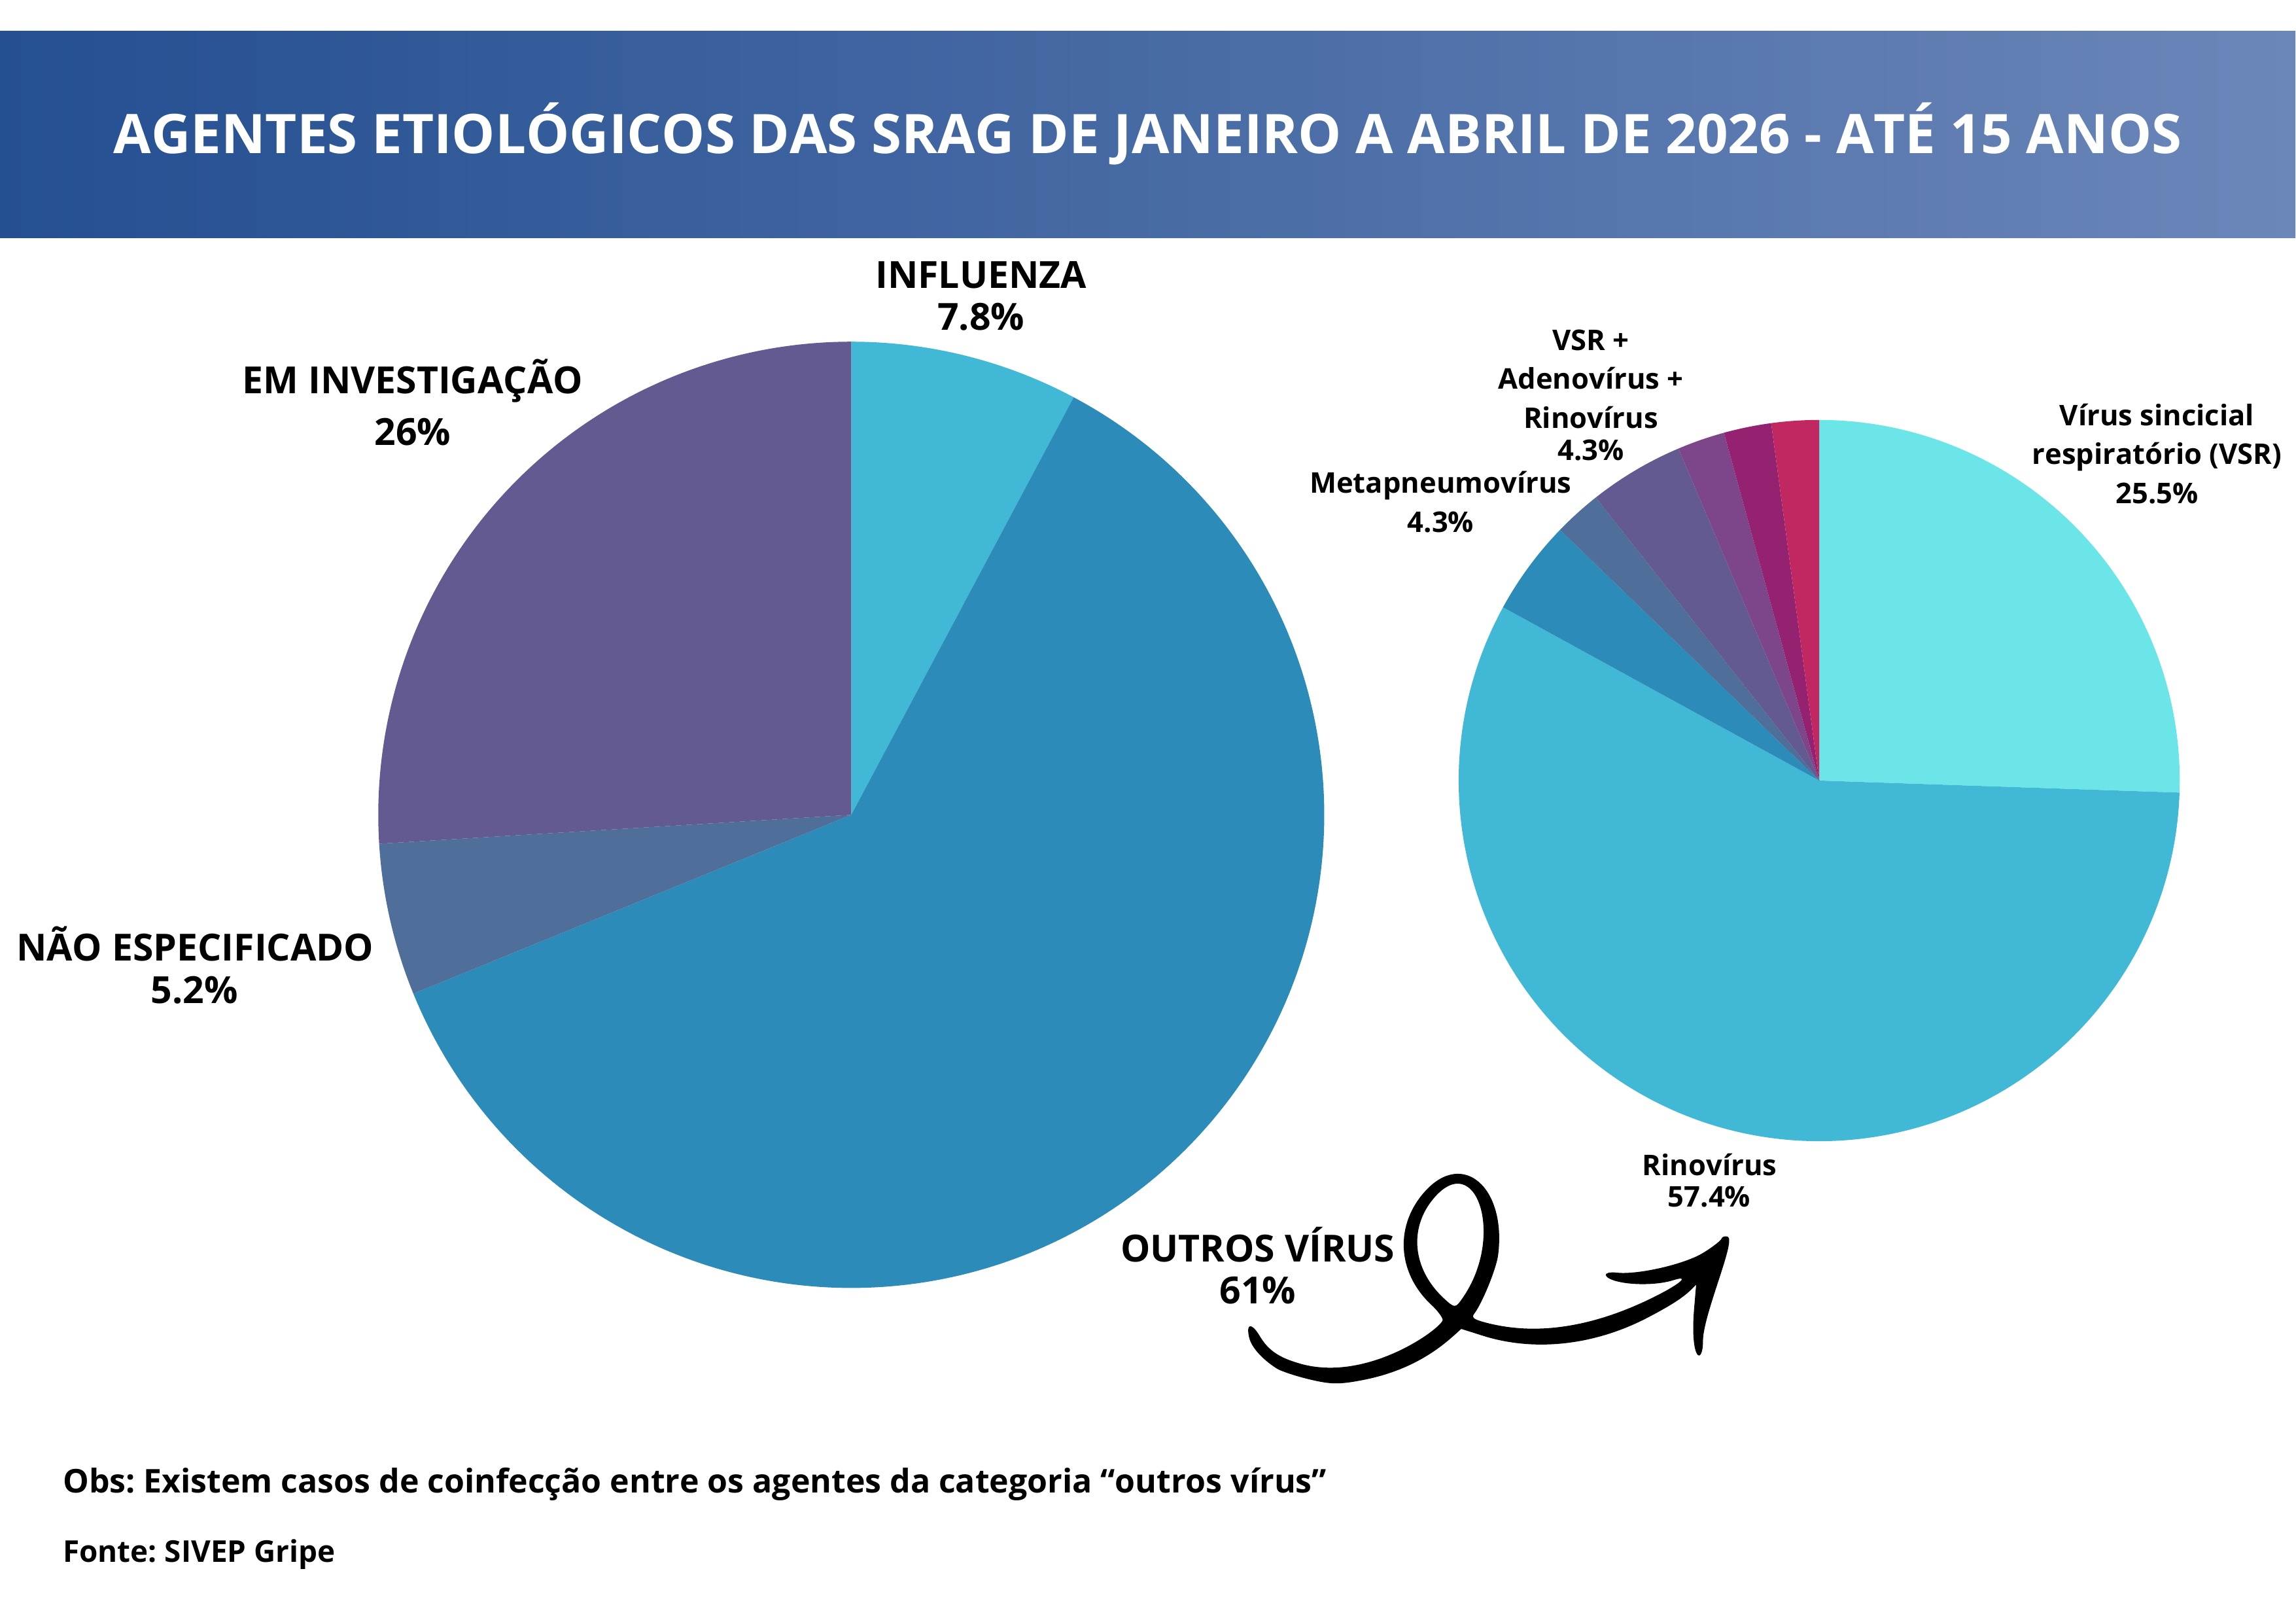 AGENTES ETIOLÓGICOS DAS SRAG DE JANEIRO A ABRIL DE 2026 - ATÉ 15 ANOS
INFLUENZA
7.8%
EM INVESTIGAÇÃO
26%
NÃO ESPECIFICADO
5.2%
OUTROS VÍRUS
61%
VSR +
Adenovírus +
Rinovírus
4.3%
Metapneumovírus
4.3%
Vírus sincicial
respiratório (VSR)
25.5%
Rinovírus
57.4%
Obs: Existem casos de coinfecção entre os agentes da categoria “outros vírus”
Fonte: SIVEP Gripe